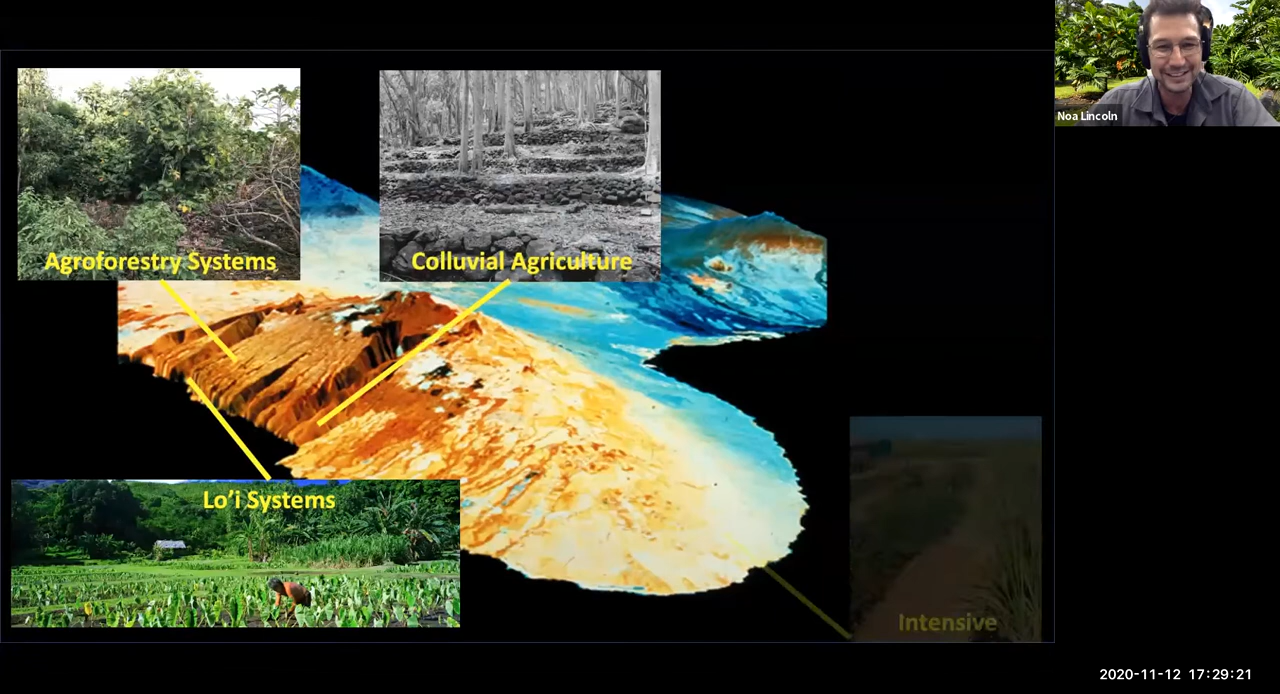 Noa Lincoln
Agroforestry Systems
Colluvial Agriculture
Lo'i Systems
Intensive
2020-11-12 17:29:21